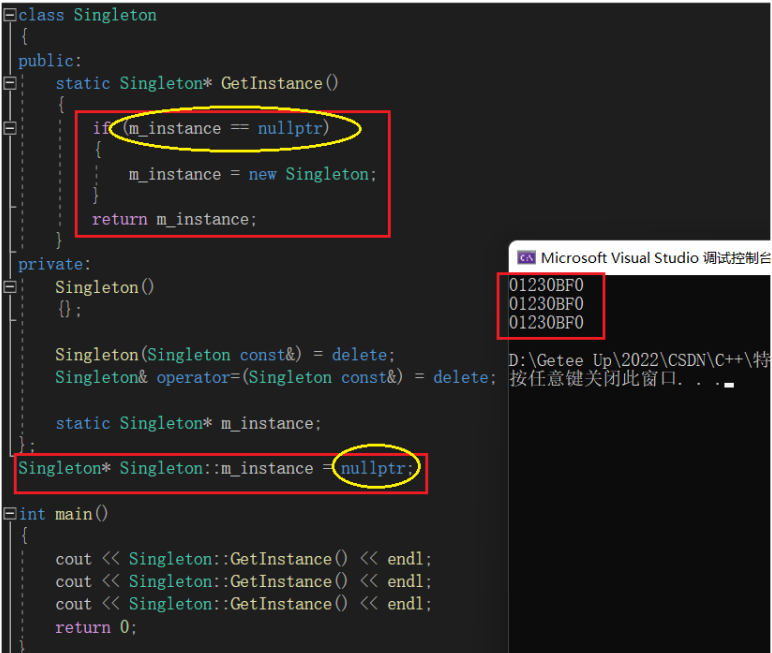 class Singleton
{
public:
    static Singleton* GetInstance()
    {
        if (m_instance == nullptr)
        {
            m_instance = new Singleton;
        }
        return m_instance;
    }
private:
    Singleton()
    {};

    Singleton(Singleton const&) = delete;
    Singleton& operator=(Singleton const&) = delete;

    static Singleton* m_instance;
};
Singleton* Singleton::m_instance = nullptr;

int main()
{
    cout << Singleton::GetInstance() << endl;
    cout << Singleton::GetInstance() << endl;
    cout << Singleton::GetInstance() << endl;
    return 0;
}
Microsoft Visual Studio 调试控制台
01230BF0
01230BF0
01230BF0

D:\Getee Up\2022\CSDN\C++\特
按任意键关闭此窗口. . .